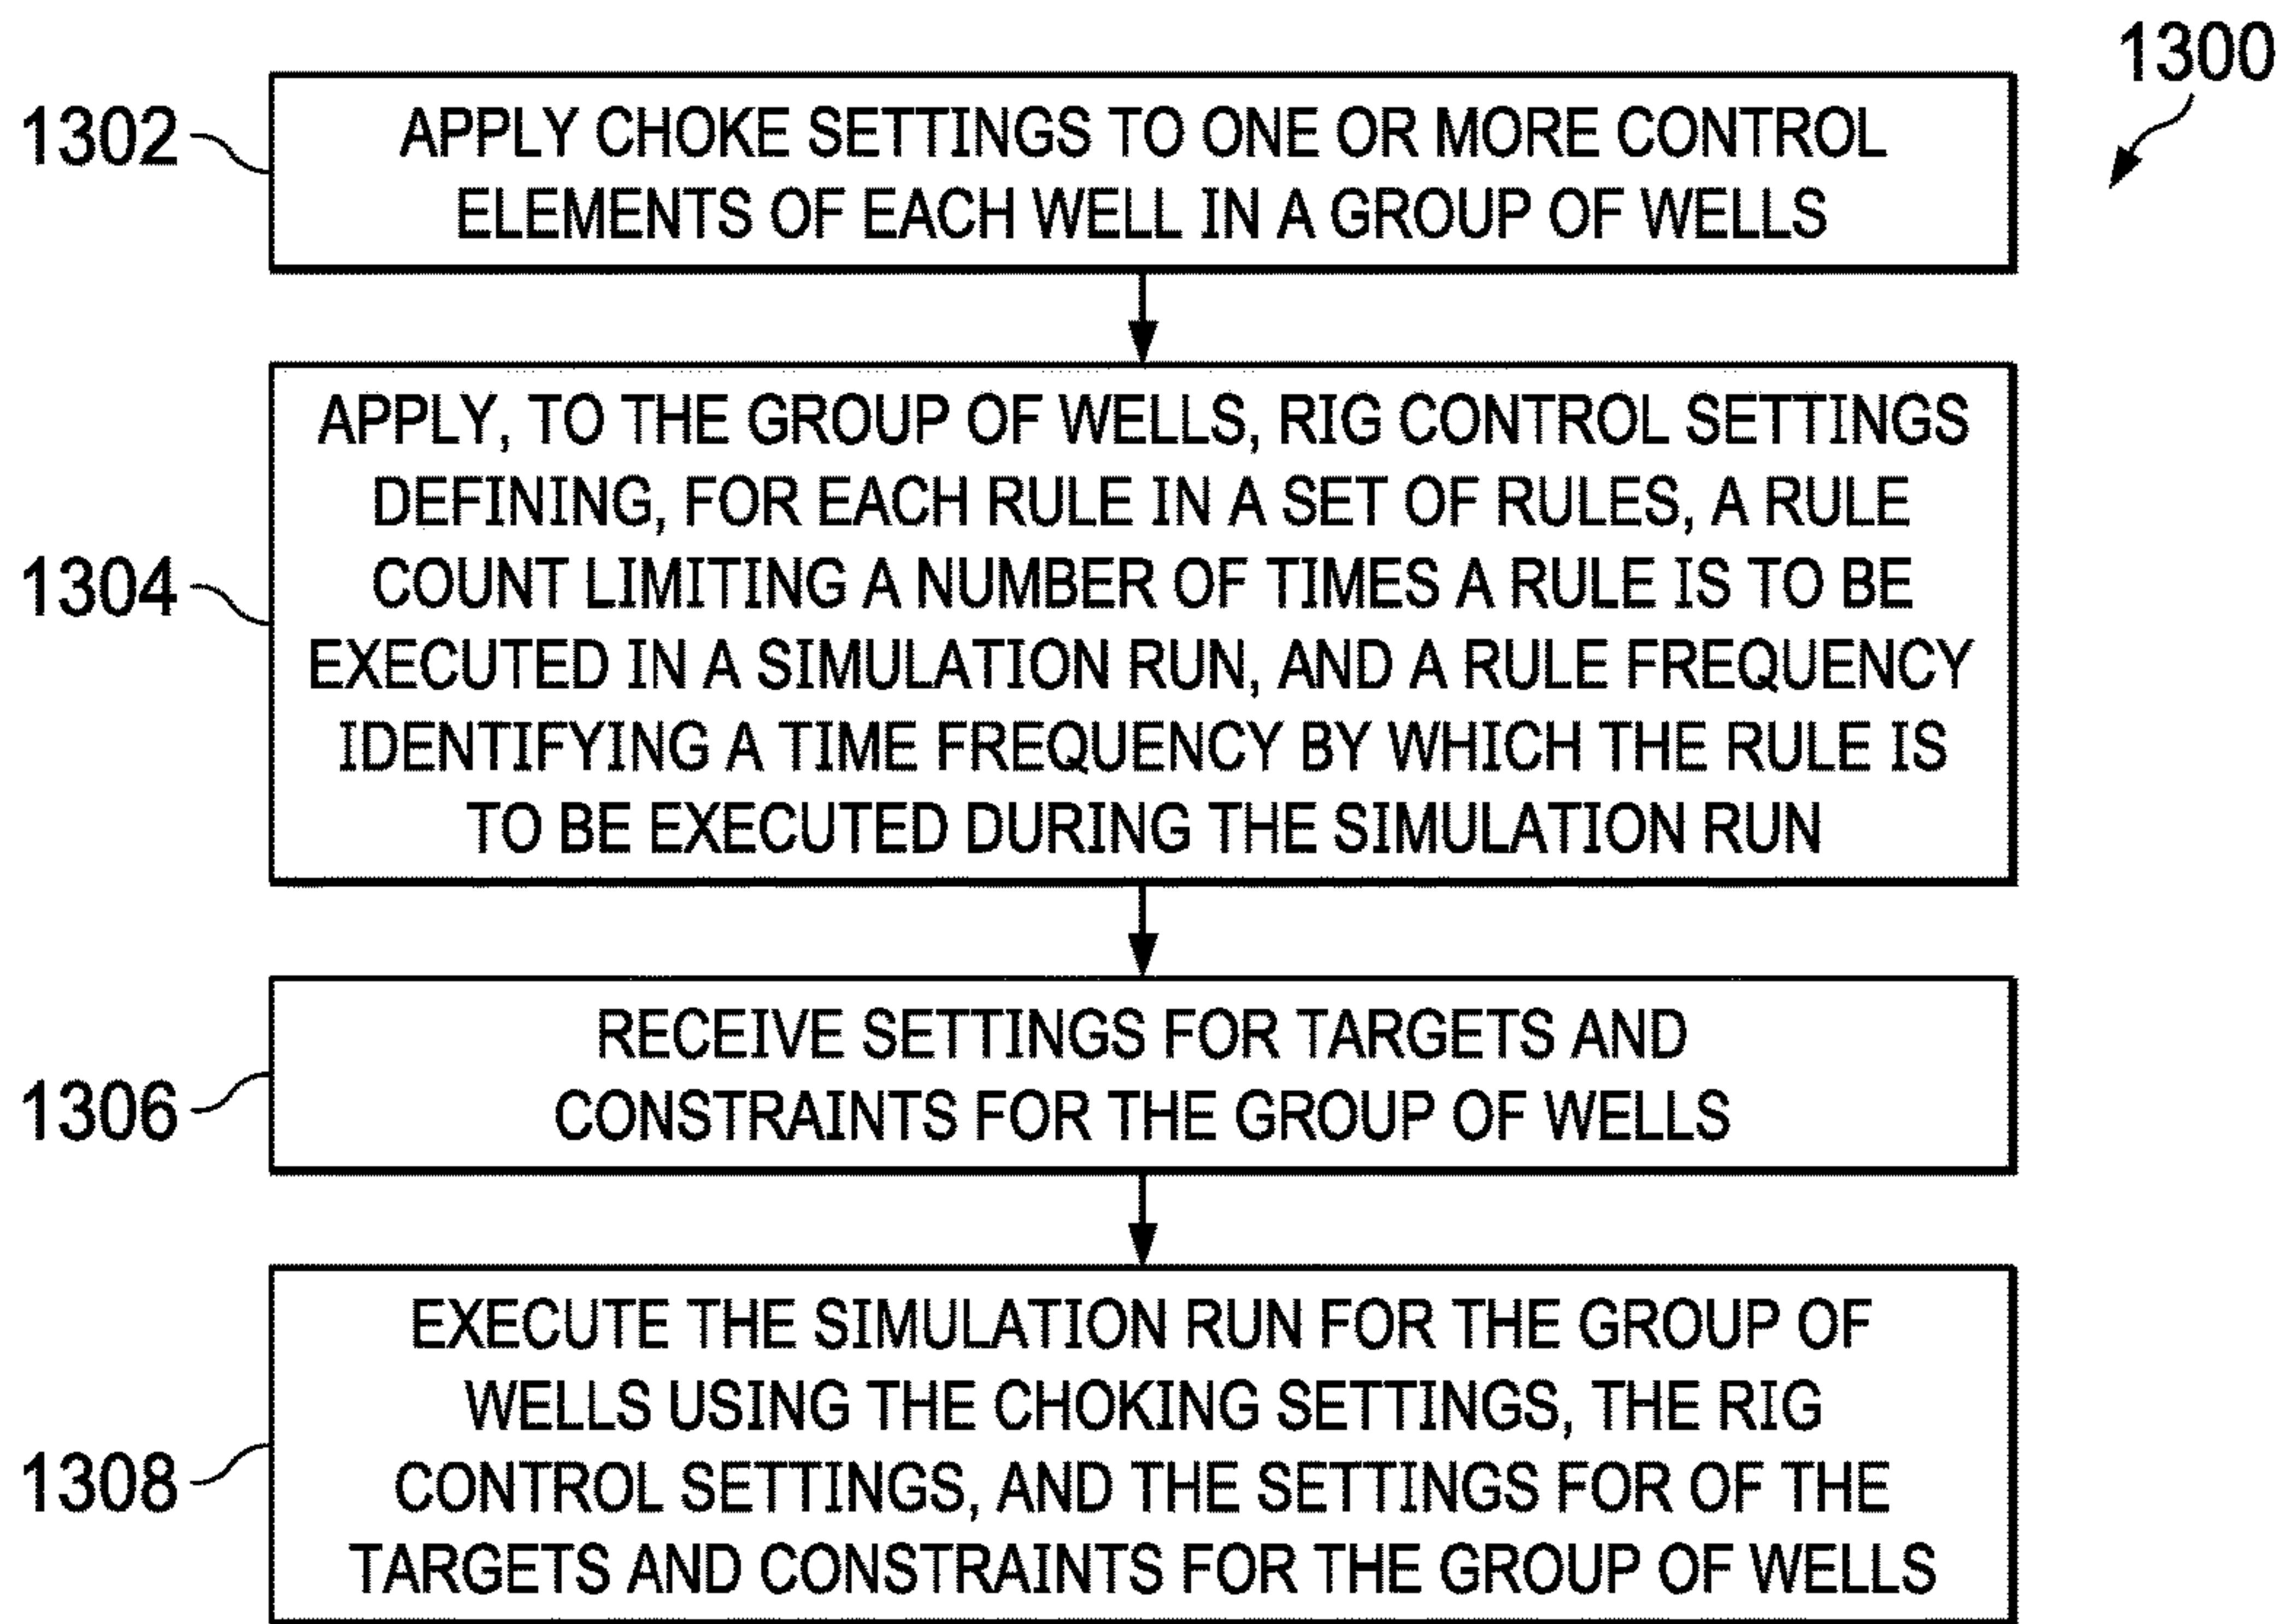 1300
1302
APPLY CHOKE SETTINGS TO ONE OR MORE CONTROL
ELEMENTS OF EACH WELL IN A GROUP OF WELLS
1304
APPLY, TO THE GROUP OF WELLS, RIG CONTROL SETTINGS
DEFINING, FOR EACH RULE IN A SET OF RULES, A RULE
COUNT LIMITING A NUMBER OF TIMES A RULE IS TO BE
EXECUTED IN A SIMULATION RUN, AND A RULE FREQUENCY
IDENTIFYING A TIME FREQUENCY BY WHICH THE RULE IS
TO BE EXECUTED DURING THE SIMULATION RUN
1306
RECEIVE SETTINGS FOR TARGETS AND
CONSTRAINTS FOR THE GROUP OF WELLS
1308
EXECUTE THE SIMULATION RUN FOR THE GROUP OF
WELLS USING THE CHOKING SETTINGS, THE RIG
CONTROL SETTINGS, AND THE SETTINGS FOR OF THE
TARGETS AND CONSTRAINTS FOR THE GROUP OF WELLS